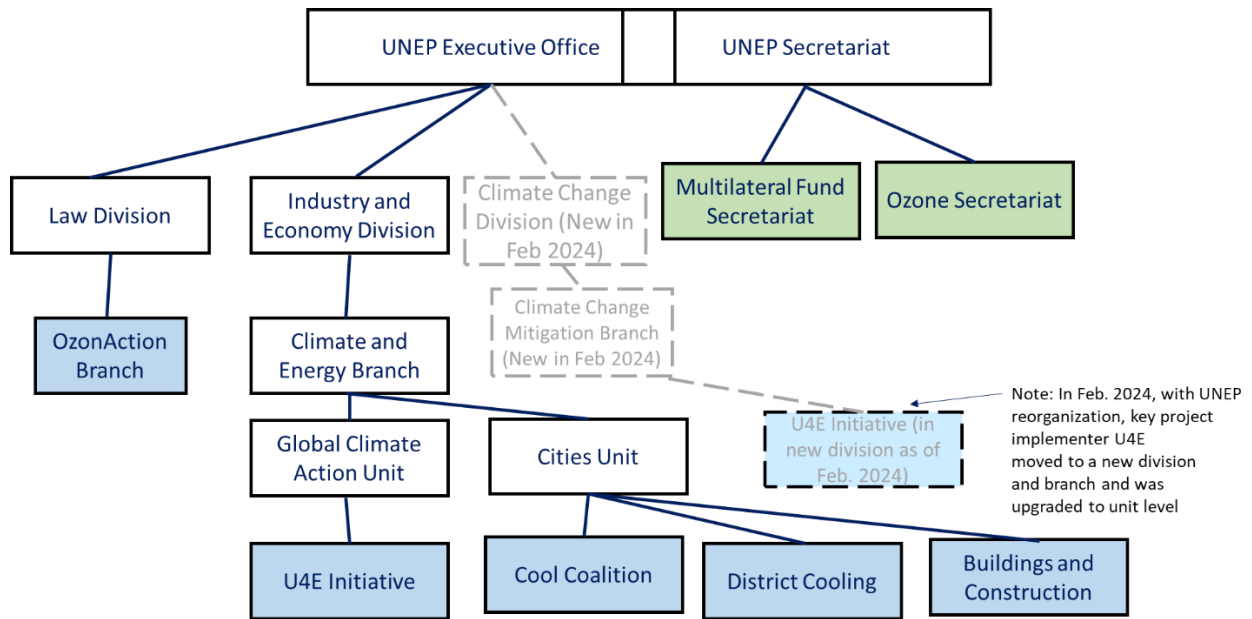 UNEP Executive Office
UNEP Secretariat
Law Division
Industry and
Economy Division
Climate Change
Division (New in
Feb 2024)
Multilateral Fund
Secretariat
Ozone Secretariat
OzonAction
Branch
Climate and
Energy Branch
Climate Change
Mitigation Branch
(New in Feb 2024)
Global Climate
Action Unit
Cities Unit
U4E Initiative (in
new division as of
Feb. 2024)
Note: In Feb. 2024, with UNEP
reorganization, key project
implementer U4E
moved to a new division
and branch and was
upgraded to unit level
U4E Initiative
Cool Coalition
District Cooling
Buildings and
Construction